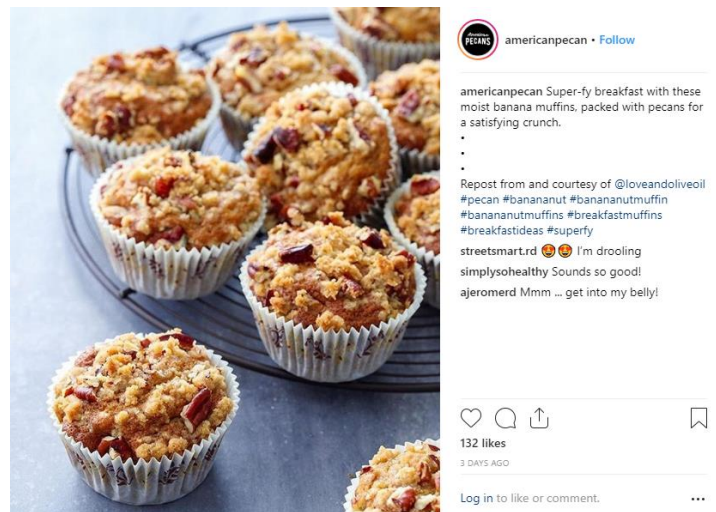 American
PECANS
americanpecan • Follow
americanpecan Super-fy breakfast with these
moist banana muffins, packed with pecans for
a satisfying crunch.
•
•
•
Repost from and courtesy of @loveandoliveoil
#pecan #banananut #banananutmuffin
#banananutmuffins #breakfastmuffins
#breakfastideas #superfy
streetsmart.rd 😍😍 I'm drooling
simplysohealthy Sounds so good!
ajeromerd Mmm ... get into my belly!
132 likes
3 DAYS AGO
Log in to like or comment.